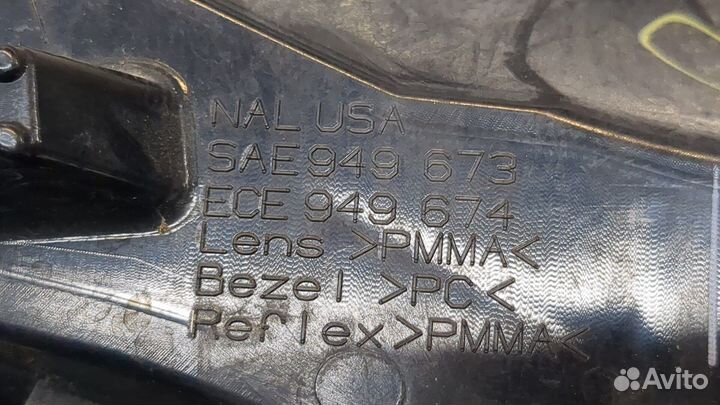 NAL USA
SAE 949 673
ECE 949 674
Lens >PMMA<
Bezel >PC<
Reflex>PMMA<
Avito